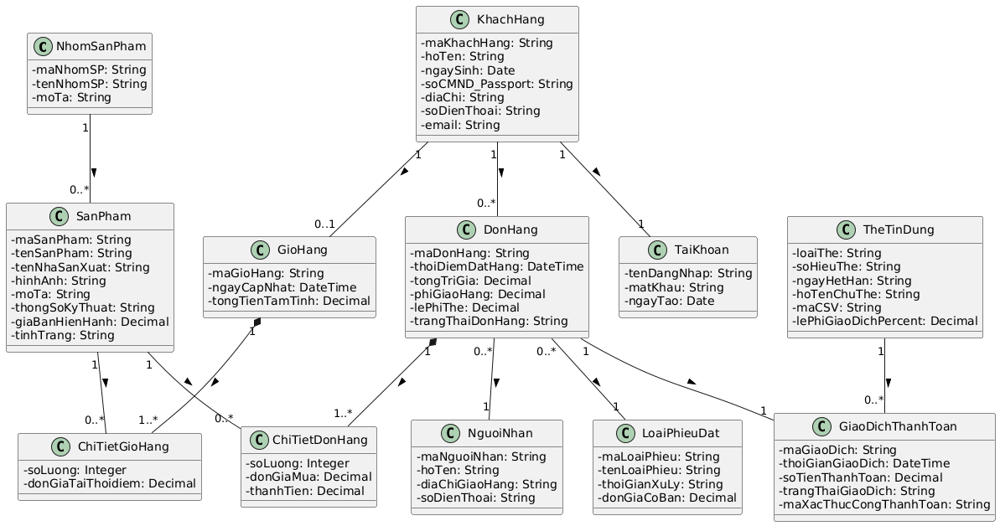 KhachHang
-maKhachHang: String
-hoTen: String
-ngaySinh: Date
-soCMND_Passport: String
-diaChi: String
-soDienThoai: String
-email: String
NhomSanPham
-maNhomSP: String
-tenNhomSP: String
-moTa: String
1
0..*
1
0..1
1
0..*
1
1
SanPham
-maSanPham: String
-tenSanPham: String
-tenNhaSanXuat: String
-hinhAnh: String
-moTa: String
-thongSoKyThuat: String
-giaBanHienHanh: Decimal
-tinhTrang: String
GioHang
-maGioHang: String
-ngayCapNhat: DateTime
-tongTienTamTinh: Decimal
DonHang
-maDonHang: String
-thoiDiemDatHang: DateTime
-tongTriGia: Decimal
-phiGiaoHang: Decimal
-lePhiThe: Decimal
-trangThaiDonHang: String
TaiKhoan
-tenDangNhap: String
-matKhau: String
-ngayTao: Date
TheTinDung
-loaiThe: String
-soHieuThe: String
-ngayHetHan: String
-hoTenChuThe: String
-maCSV: String
-lePhiGiaoDichPercent: Decimal
1
0..*
1
0..*
1
1..*
1
1..*
0..*
1
0..*
1
1
1
1
0..*
ChiTietGioHang
-soLuong: Integer
-donGiaTaiThoidiem: Decimal
ChiTietDonHang
-soLuong: Integer
-donGiaMua: Decimal
-thanhTien: Decimal
NguoiNhan
-maNguoiNhan: String
-hoTen: String
-diaChiGiaoHang: String
-soDienThoai: String
LoaiPhieuDat
-maLoaiPhieu: String
-tenLoaiPhieu: String
-thoiGianXuLy: String
-donGiaCoBan: Decimal
GiaoDichThanhToan
-maGiaoDich: String
-thoiGianGiaoDich: DateTime
-soTienThanhToan: Decimal
-trangThaiGiaoDich: String
-maXacThucCongThanhToan: String